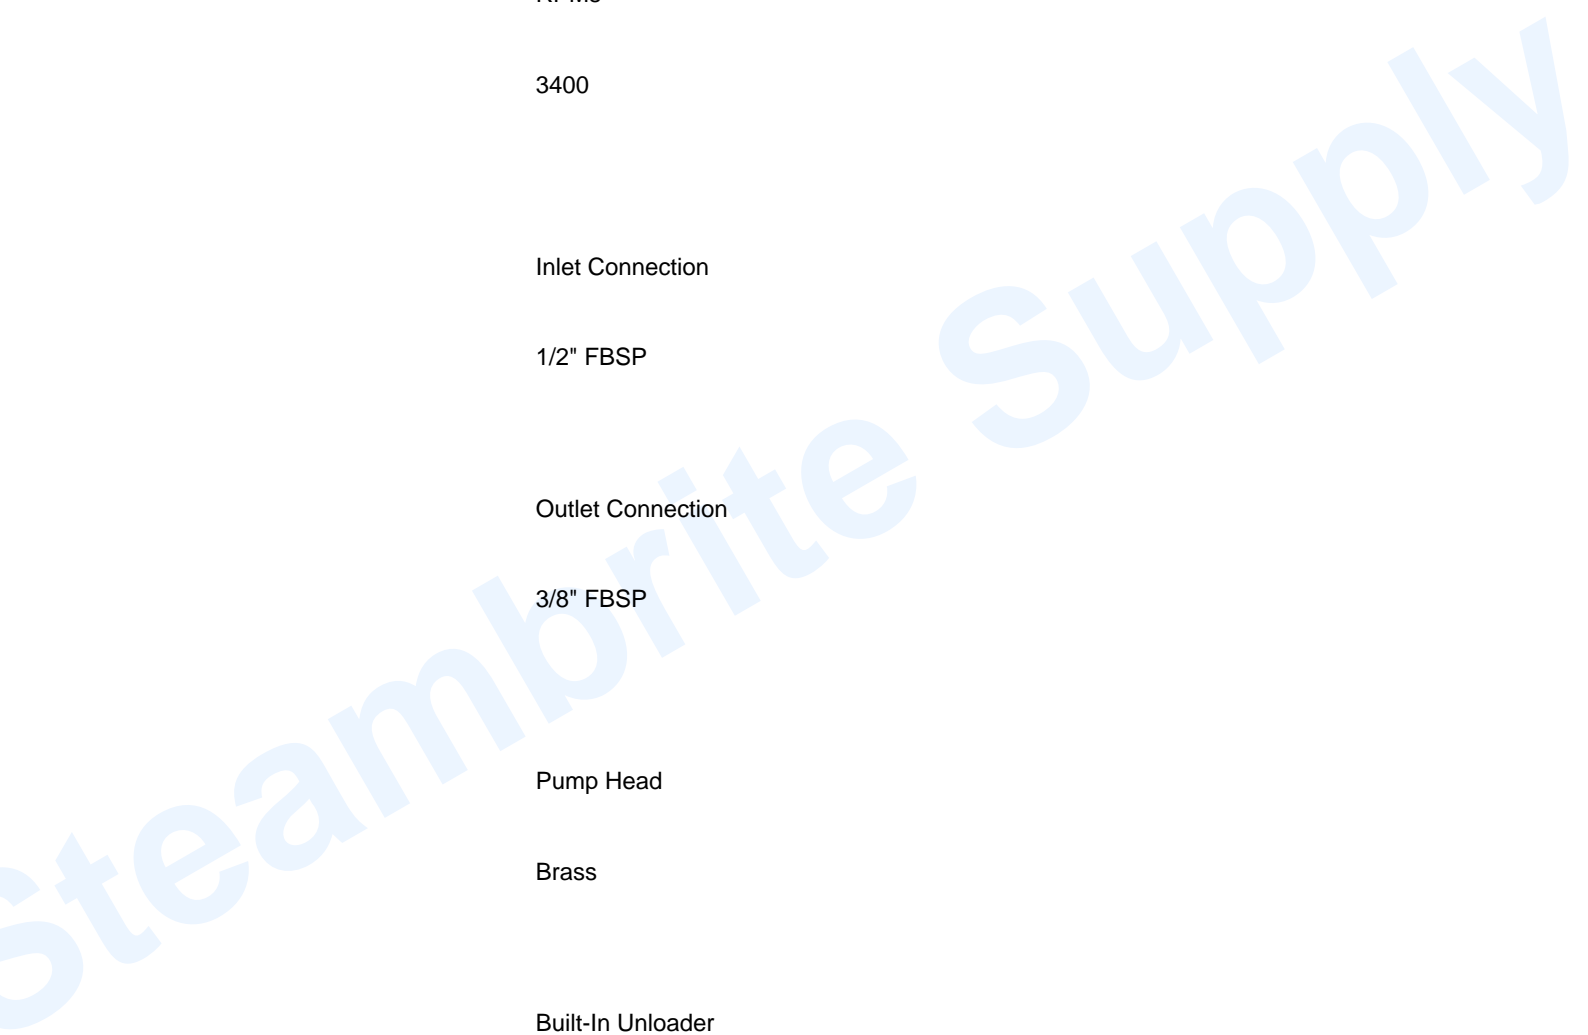 3400
Inlet Connection
1/2" FBSP
Outlet Connection
3/8" FBSP
Pump Head
Brass
Built-In Unloader
Steambrite Supply